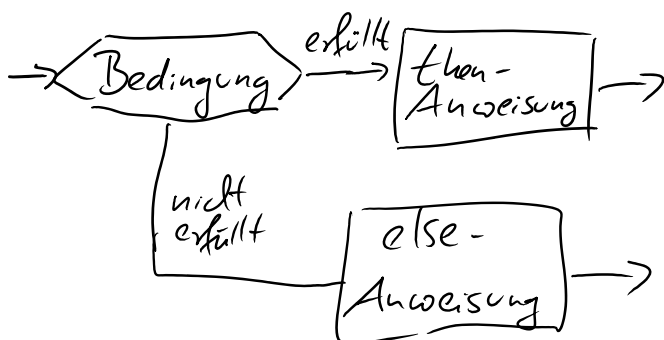 Bedingung
erfüllt
then-
Anweisung
nicht
erfüllt
else-
Anweisung